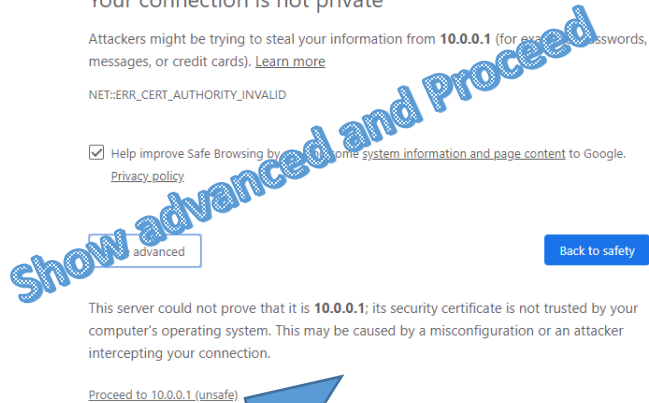 Your connection is not private
Attackers might be trying to steal your information from 10.0.0.1 (for passwords,
messages, or credit cards). Learn more
NET::ERR_CERT_AUTHORITY_INVALID
Help improve Safe Browsing by some system information and page content to Google.
Privacy policy
Show advanced and Proceed
advanced
Back to safety
This server could not prove that it is 10.0.0.1; its security certificate is not trusted by your
computer's operating system. This may be caused by a misconfiguration or an attacker
intercepting your connection.
Proceed to 10.0.0.1 (unsafe)